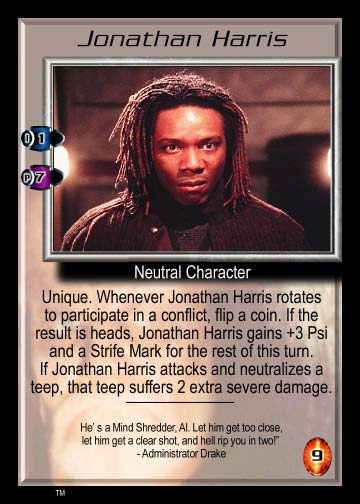 Jonathan Harris
D 1
P 7
Neutral Character
Unique. Whenever Jonathan Harris rotates
to participate in a conflict, flip a coin. If the
result is heads, Jonathan Harris gains +3 Psi
and a Strife Mark for the rest of this turn.
If Jonathan Harris attacks and neutralizes a
teep, that teep suffers 2 extra severe damage.
He' s a Mind Shredder, Al. Let him get too close,
let him get a clear shot, and hell rip you in two!"
- Administrator Drake
9
TM